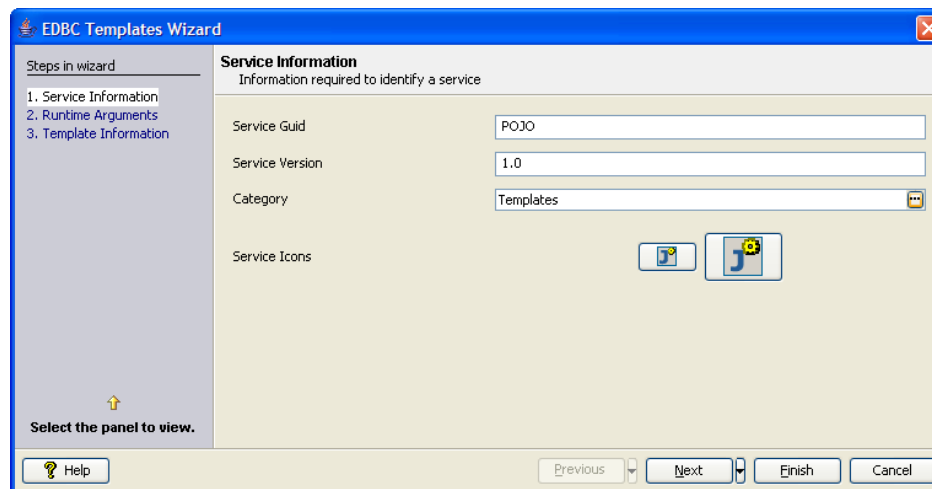 EDBC Templates Wizard
Steps in wizard
1. Service Information
2. Runtime Arguments
3. Template Information
Select the panel to view.
Service Information
Information required to identify a service
Service Guid
POJO
Service Version
1.0
Category
Templates
Service Icons
J
J
Help
Previous
Next
Finish
Cancel